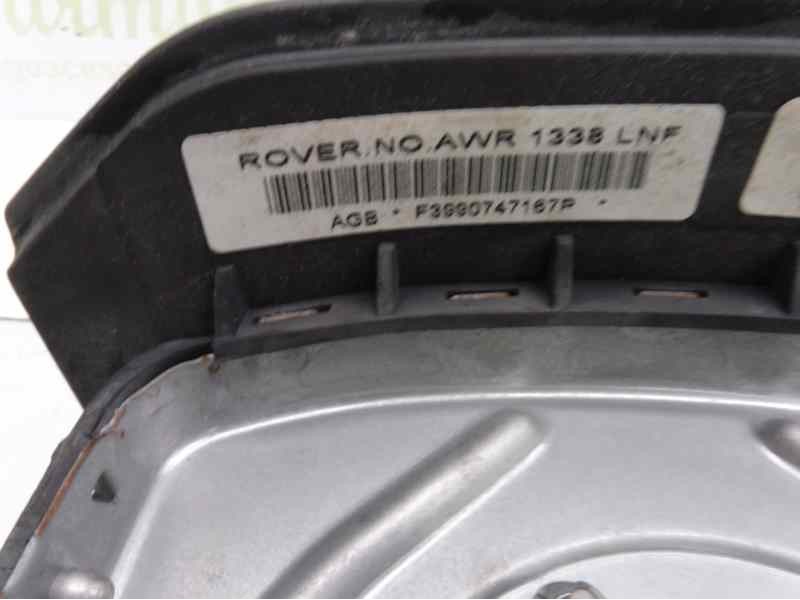 ROVER.NO.AWR 1338 LNF
AGB * F3990747167P *